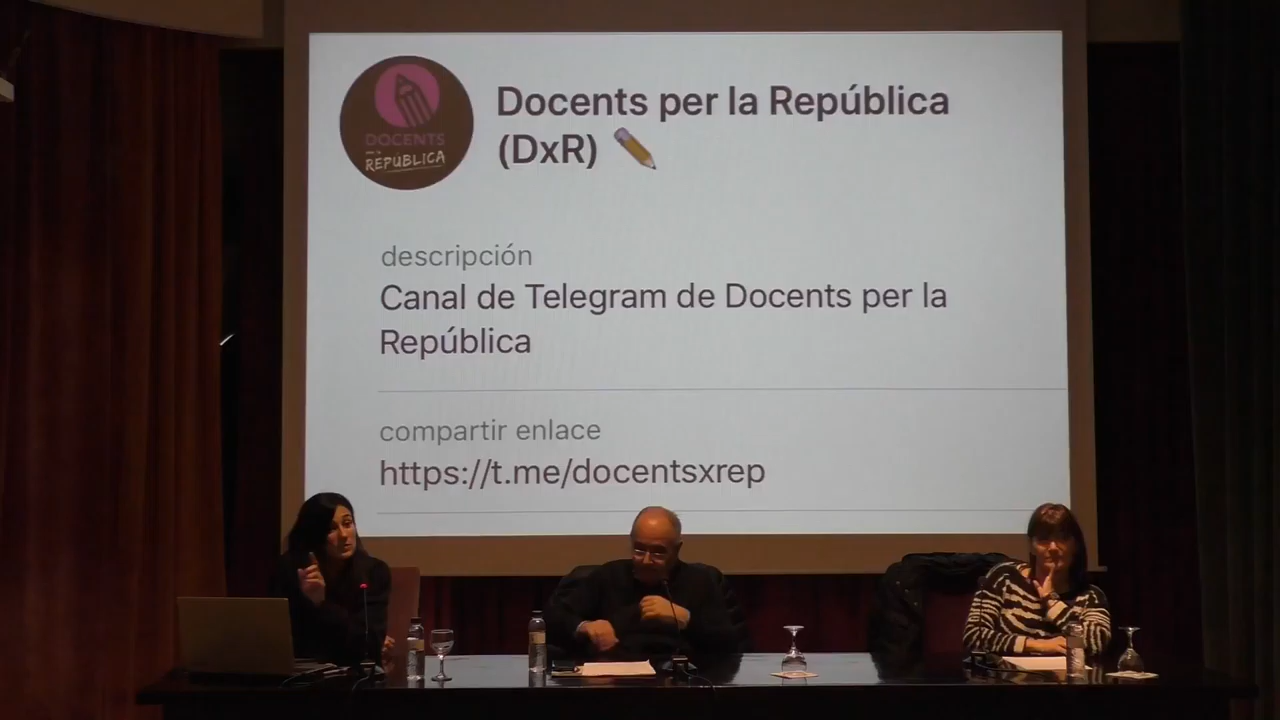 DOCENTS
REPÚBLICA
Docents per la República
(DxR)
descripción
Canal de Telegram de Docents per la
República
compartir enlace
https://t.me/docentsxrep